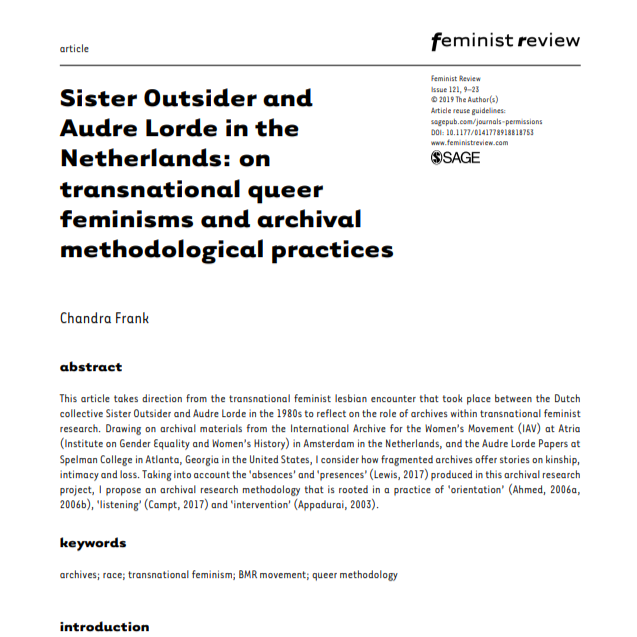 article
feminist review
Feminist Review
Issue 121, 9–23
© 2019 The Author(s)
Article reuse guidelines:
sagepub.com/journals-permissions
DOI: 10.1177/0141778918818753
www.feministreview.com
SAGE
Sister Outsider and
Audre Lorde in the
Netherlands: on
transnational queer
feminisms and archival
methodological practices
Chandra Frank
abstract
This article takes direction from the transnational feminist lesbian encounter that took place between the Dutch
collective Sister Outsider and Audre Lorde in the 1980s to reflect on the role of archives within transnational feminist
research. Drawing on archival materials from the International Archive for the Women's Movement (IAV) at Atria
(Institute on Gender Equality and Women's History) in Amsterdam in the Netherlands, and the Audre Lorde Papers at
Spelman College in Atlanta, Georgia in the United States, I consider how fragmented archives offer stories on kinship,
intimacy and loss. Taking into account the 'absences' and 'presences' (Lewis, 2017) produced in this archival research
project, I propose an archival research methodology that is rooted in a practice of 'orientation' (Ahmed, 2006a,
2006b), 'listening' (Campt, 2017) and 'intervention' (Appadurai, 2003).
keywords
archives; race; transnational feminism; BMR movement; queer methodology
introduction